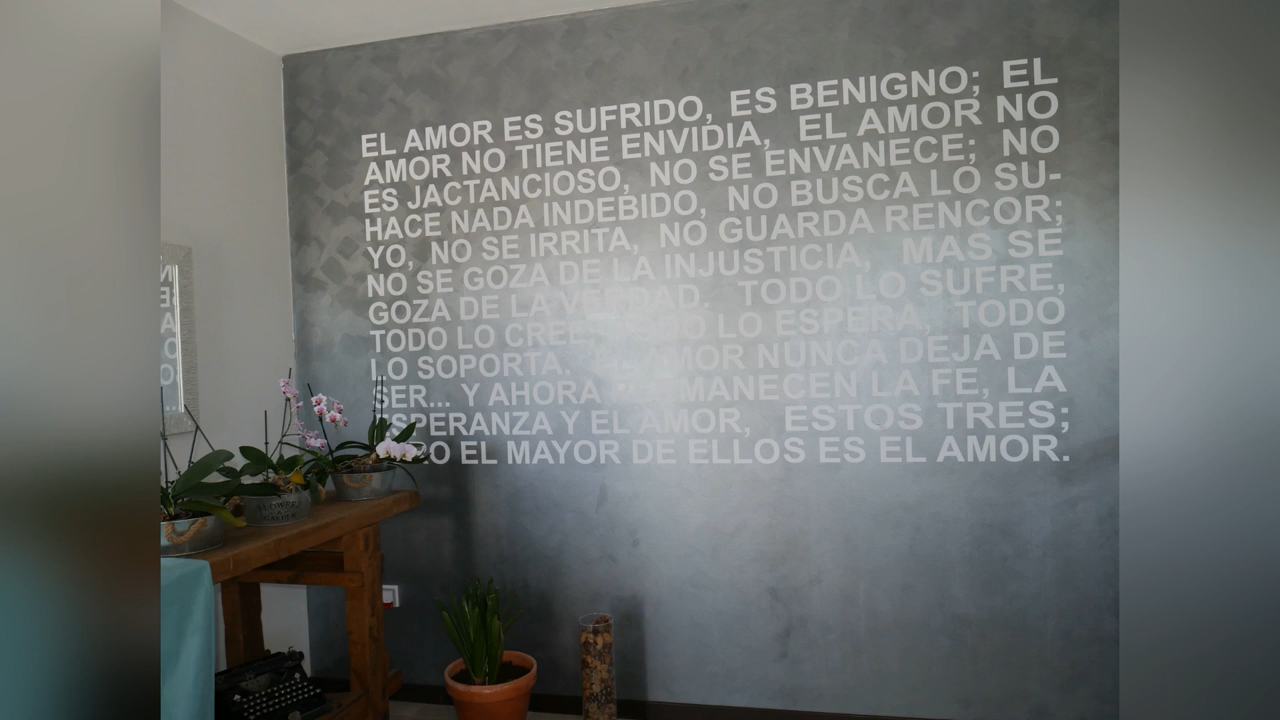 EL AMOR ES SUFRIDO, ES BENIGNO; EL
AMOR NO TIENE ENVIDIA, EL AMOR NO
ES JACTANCIOSO, NO SE ENVANECE; NO
HACE NADA INDEBIDO, NO BUSCA LO SU-
YO, NO SE IRRITA, NO GUARDA RENCOR;
NO SE GOZA DE LA INJUSTICIA, MAS SE
GOZA DE LA VERDAD. TODO LO SUFRE,
TODO LO CREE, LO ESPERA, TODO
LO SOPORTA. AMOR NUNCA DEJA DE
SER... Y AHORA LA FE, LA
ESPERANZA Y EL AMOR, ESTOS TRES;
EL MAYOR DE ELLOS ES EL AMOR.
FLOWERS